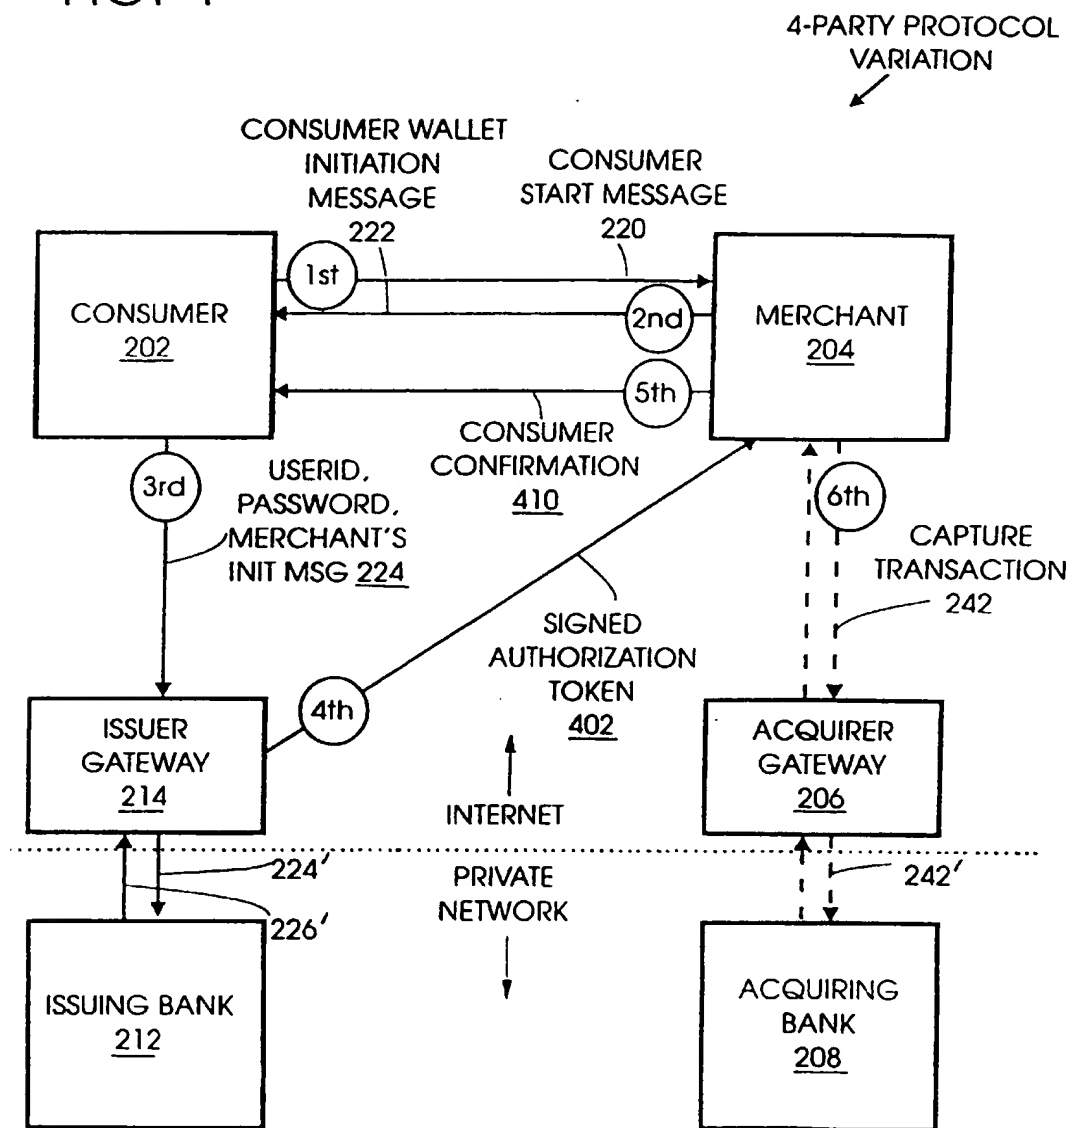 4-PARTY PROTOCOL
VARIATION
CONSUMER WALLET
INITIATION
MESSAGE
222
CONSUMER
START MESSAGE
220
1st
CONSUMER
202
2nd
MERCHANT
204
5th
CONSUMER
CONFIRMATION
410
3rd
USERID,
PASSWORD,
MERCHANT'S
INIT MSG 224
6th
CAPTURE
TRANSACTION
242
SIGNED
AUTHORIZATION
TOKEN
402
4th
ISSUER
GATEWAY
214
ACQUIRER
GATEWAY
206
INTERNET
224'
PRIVATE
NETWORK
242'
226'
ISSUING BANK
212
ACQUIRING
BANK
208